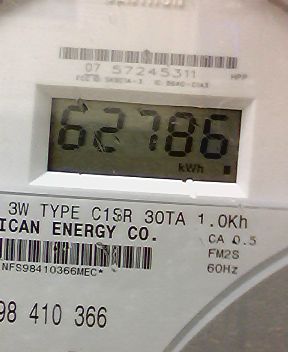 07 57245311 HPP
62786
kWh
3W TYPE C1SR 30TA 1.0Kh
ICAN ENERGY CO.
CA 0.5
FM2S
NFS98410366MEC*
60Hz
98 410 366